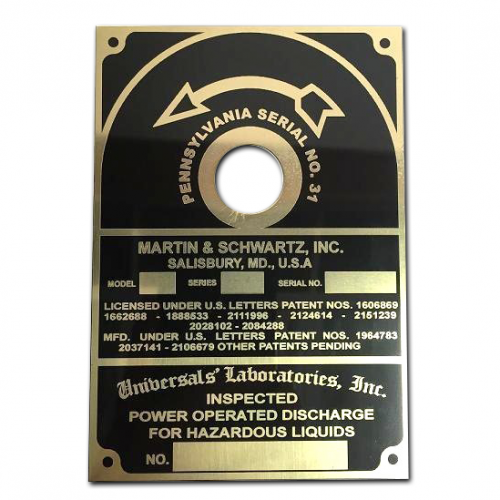 PENNSYLVANIA SERIAL NO. 31
MARTIN & SCHWARTZ, INC.
SALISBURY, MD., U.S.A
MODEL SERIES SERIAL NO.
LICENSED UNDER U.S. LETTERS PATENT NOS. 1606869
1662688 - 1888533 - 2111996 - 2124614 - 2151239
2028102 - 2084288
MFD. UNDER U.S. LETTERS PATENT NOS. 1964783
2037141 - 2106679 OTHER PATENTS PENDING
Universals' Laboratories, Inc.
INSPECTED
POWER OPERATED DISCHARGE
FOR HAZARDOUS LIQUIDS
NO.